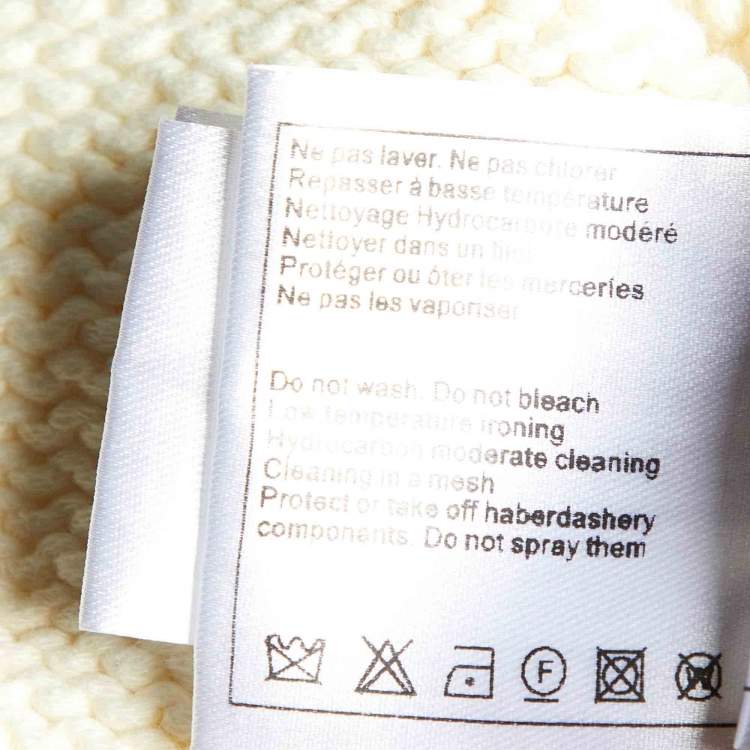 Ne pas laver. Ne pas chlorer
Repasser à basse température
Nettoyage Hydrocarbure modéré
Nettoyer dans un filet
Protéger ou ôter les merceries
Ne pas les vaporiser
Do not wash. Do not bleach
Low temperature ironing
Hydrocarbon moderate cleaning
Cleaning in a mesh
Protect or take off haberdashery
components. Do not spray them
F
W